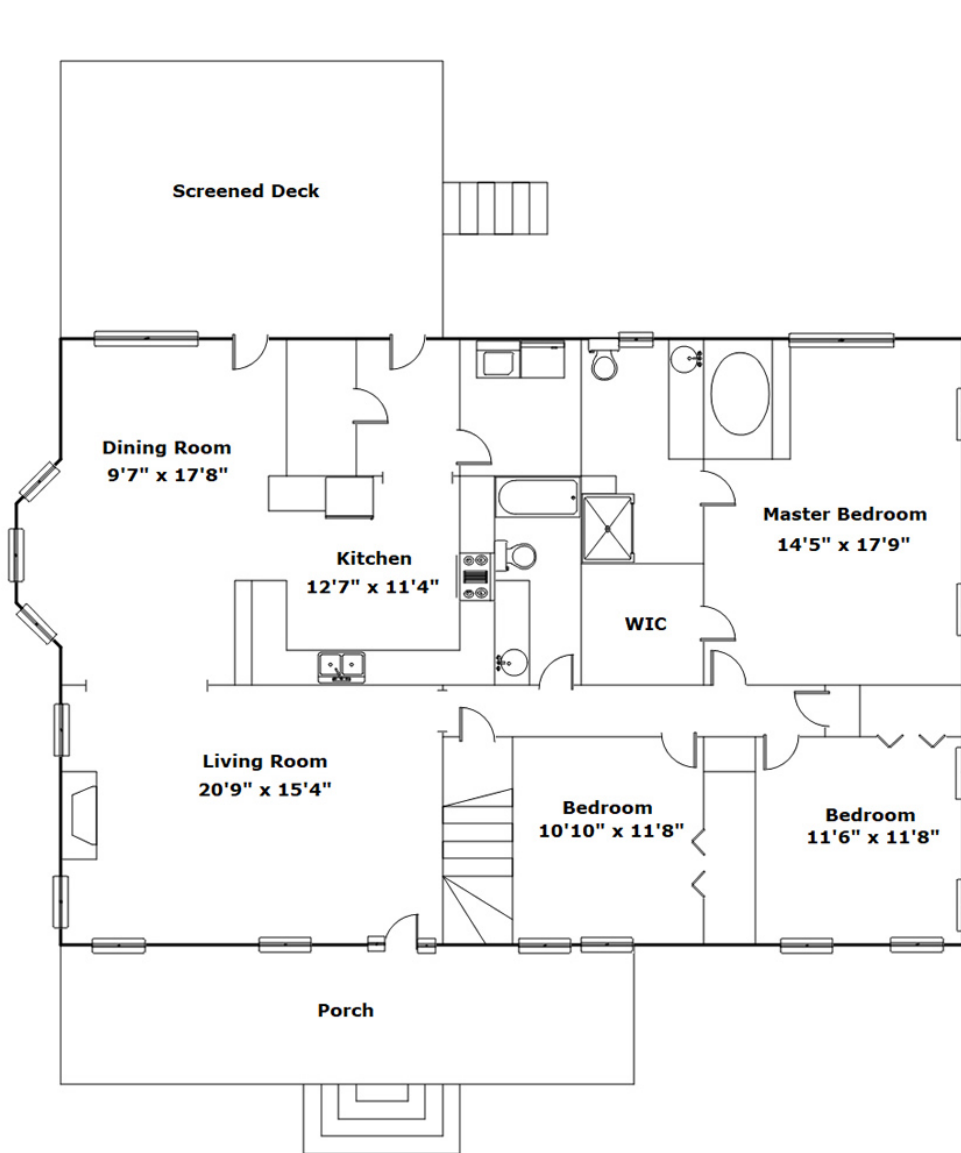 Screened Deck
Dining Room
9'7" x 17'8"
Kitchen
12'7" x 11'4"
Master Bedroom
14'5" x 17'9"
WIC
Living Room
20'9" x 15'4"
Bedroom
10'10" x 11'8"
Bedroom
11'6" x 11'8"
Porch